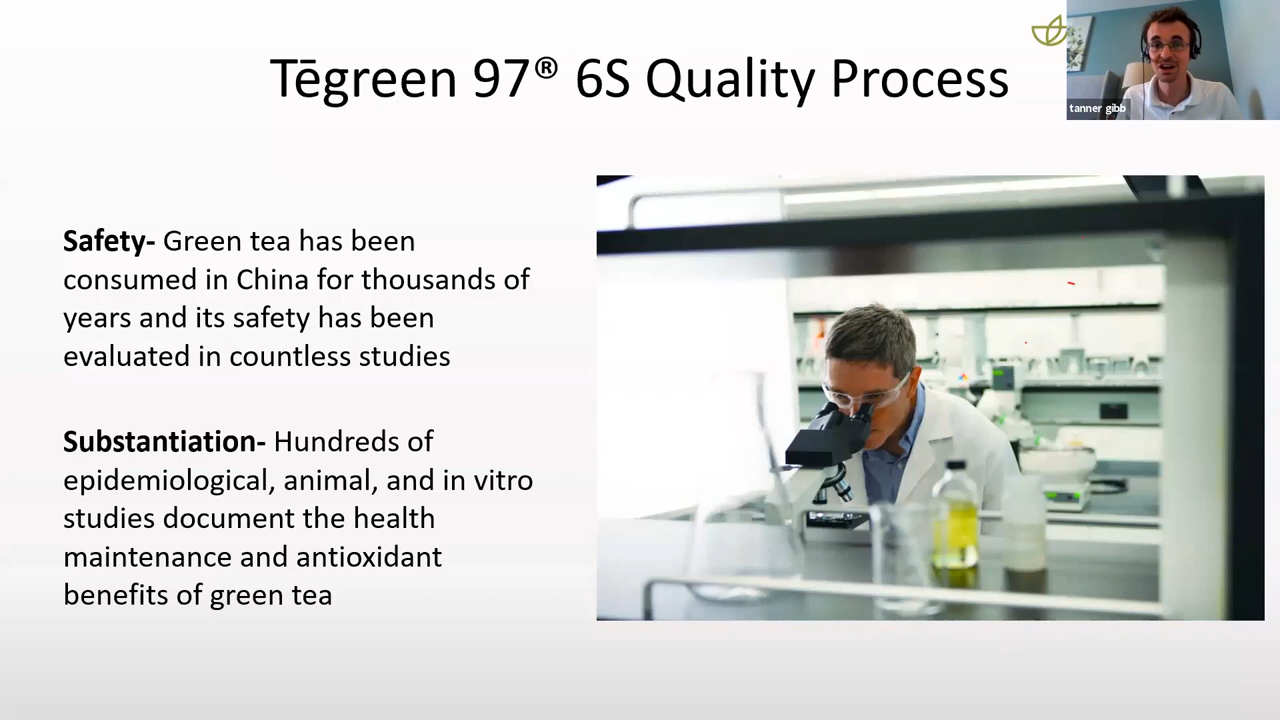 Tēgreen 97® 6S Quality Process
tanner gibb
Safety- Green tea has been
consumed in China for thousands of
years and its safety has been
evaluated in countless studies
Substantiation- Hundreds of
epidemiological, animal, and in vitro
studies document the health
maintenance and antioxidant
benefits of green tea